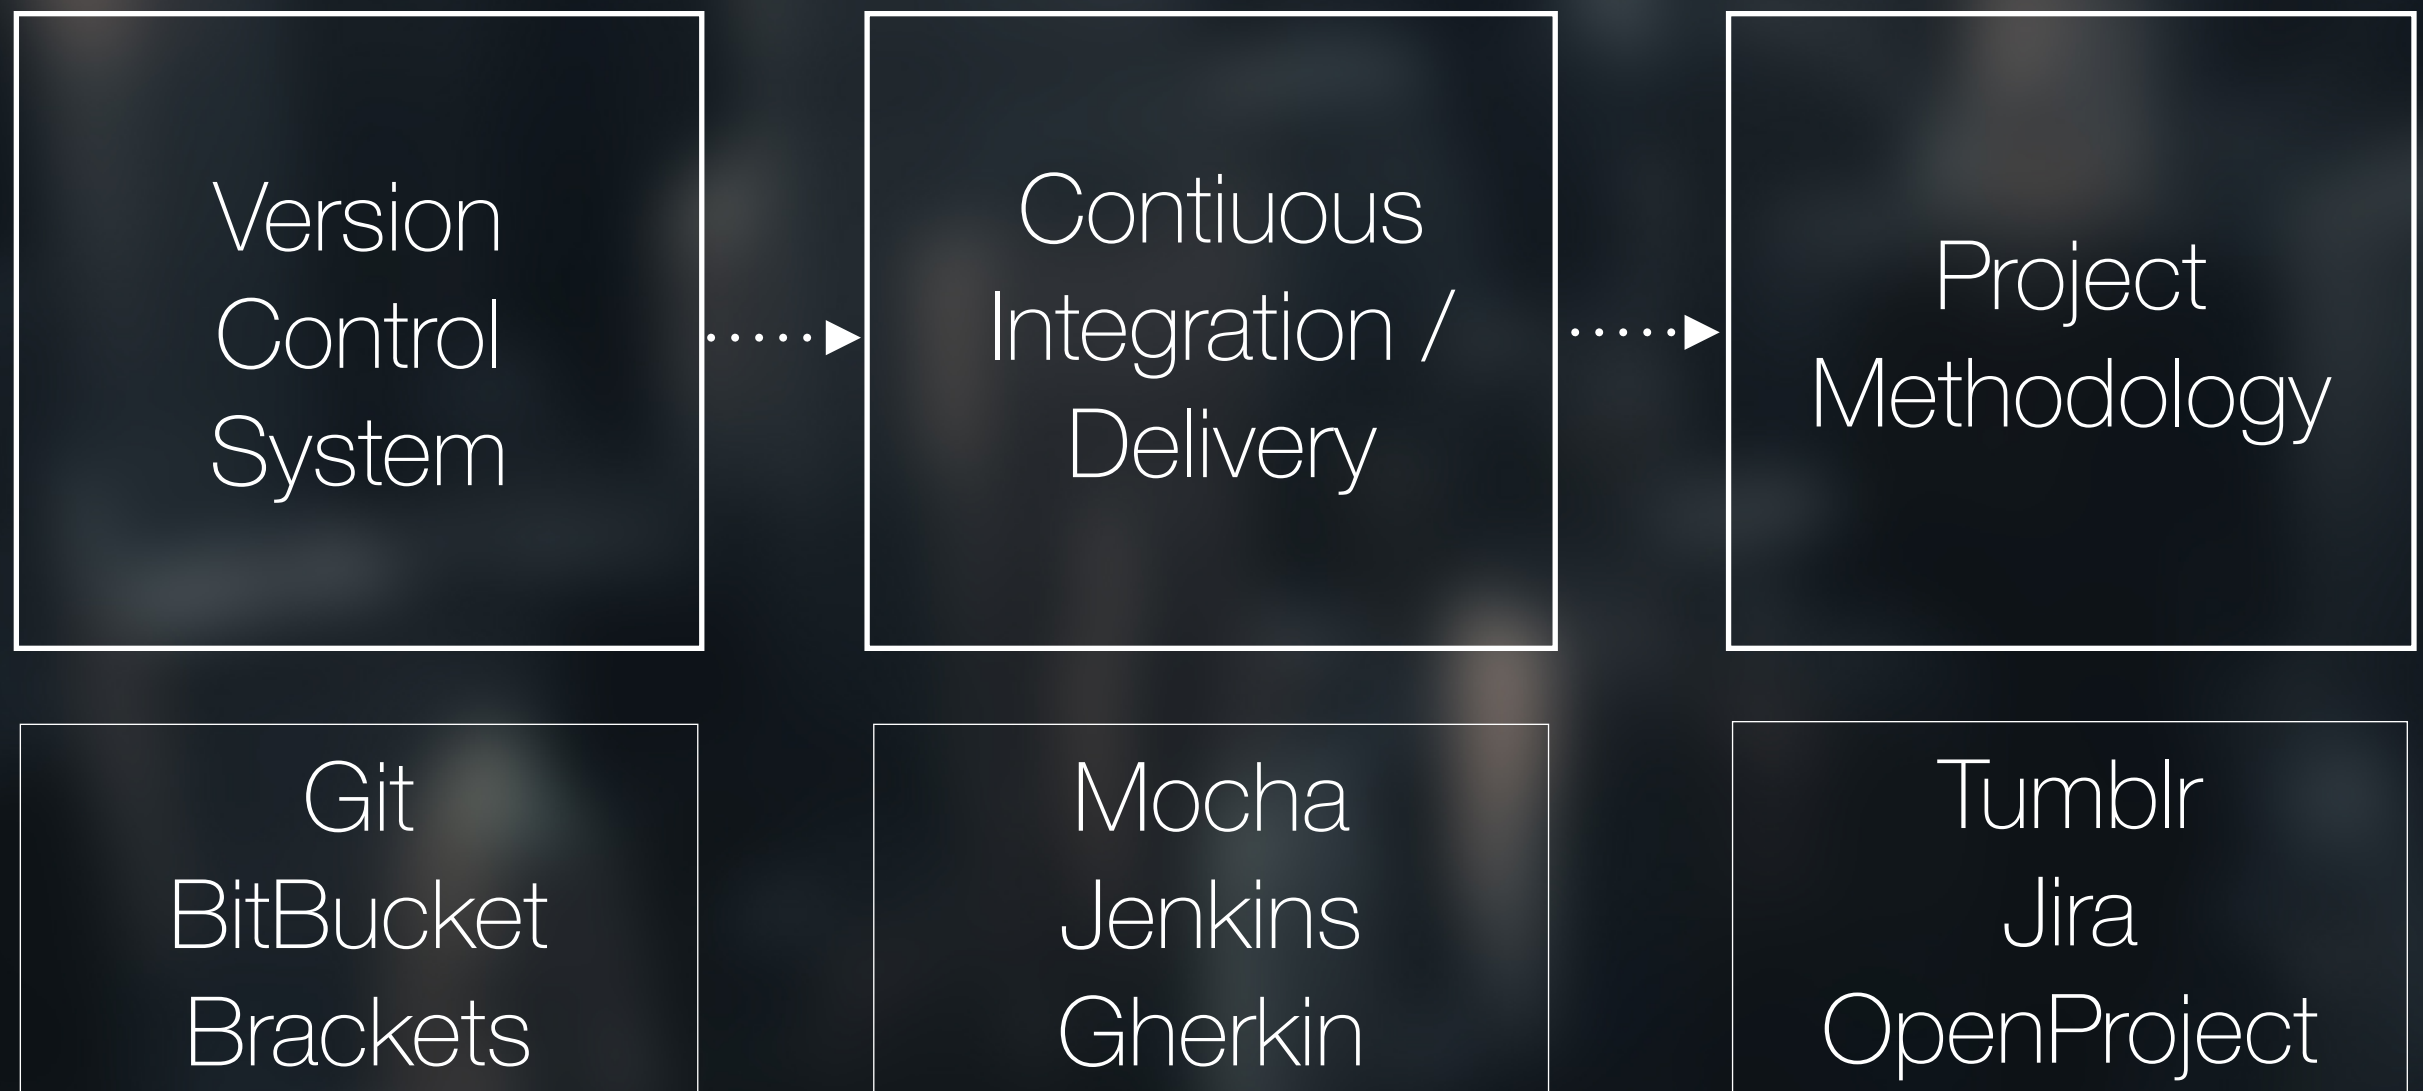 Version
Control
System
Contiuous
Integration /
Delivery
Project
Methodology
Git
BitBucket
Brackets
Mocha
Jenkins
Gherkin
Tumblr
Jira
OpenProject